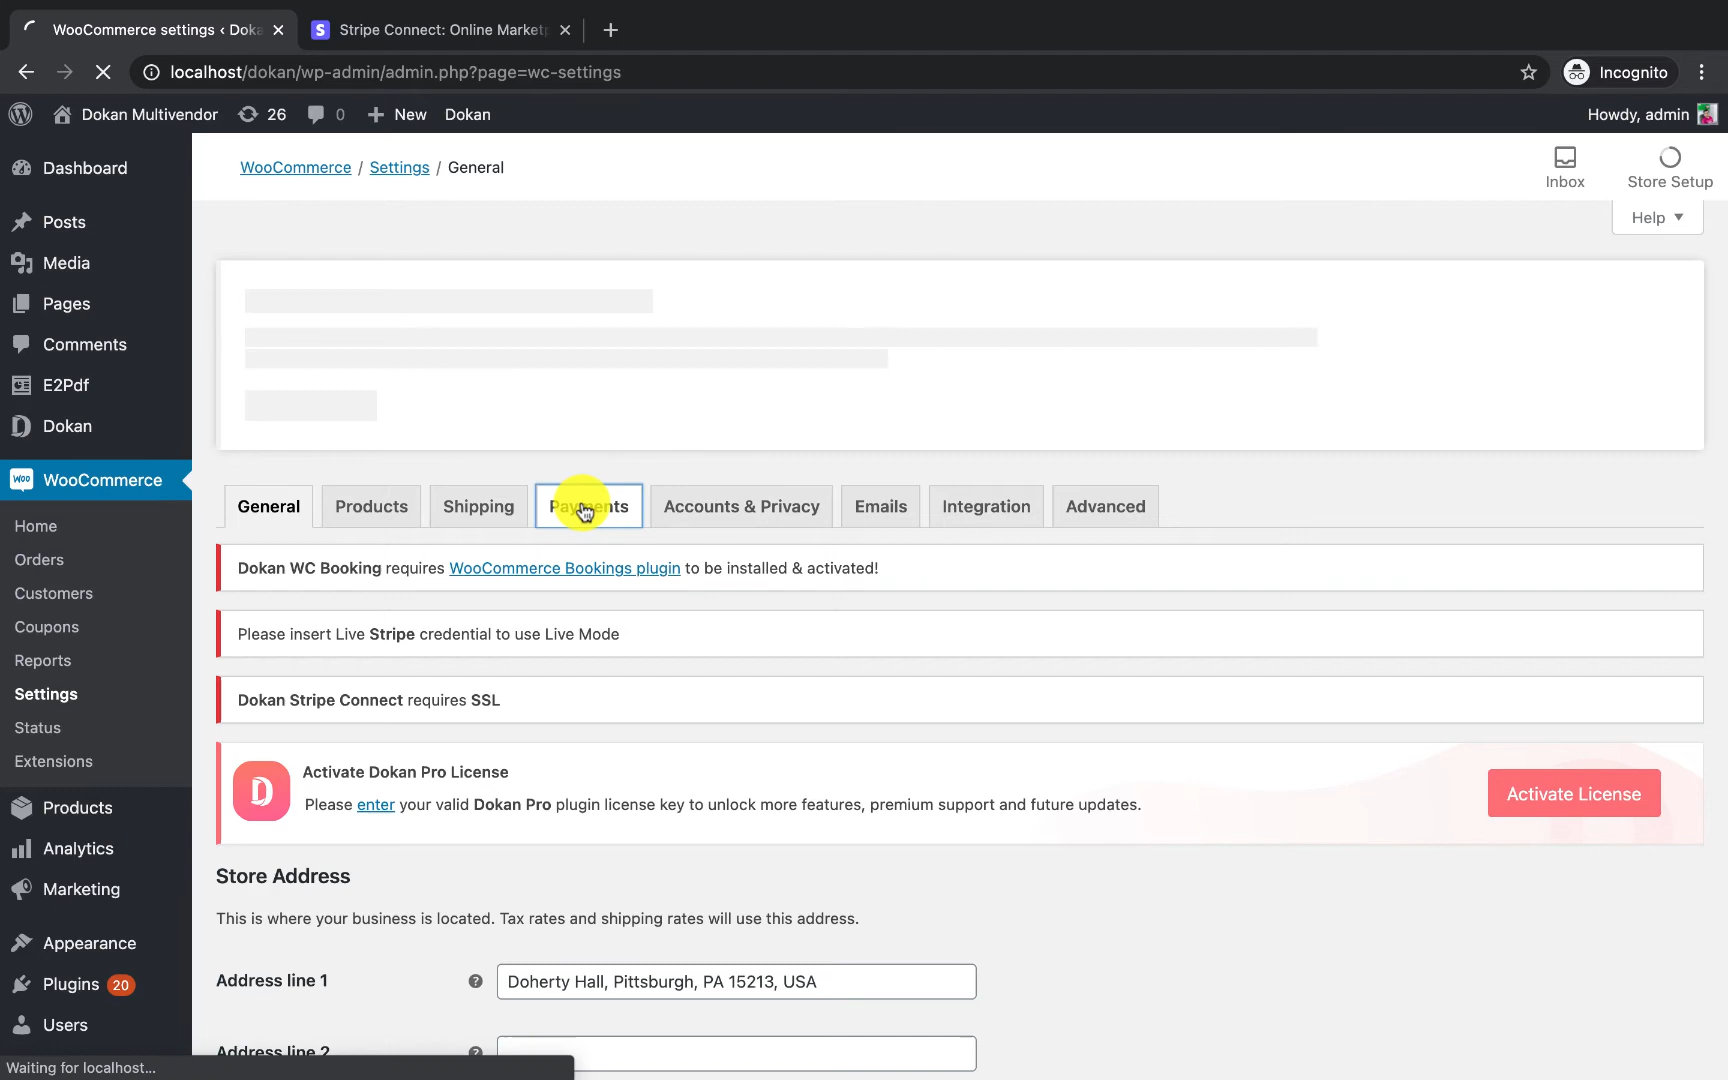 WooCommerce settings ‹ Doka
Stripe Connect: Online Market
localhost/dokan/wp-admin/admin.php?page=wc-settings
Incognito
Dokan Multivendor
26
0
New
Dokan
Howdy, admin
Dashboard
Posts
Media
Pages
Comments
E2Pdf
Dokan
WooCommerce
Home
Orders
Customers
Coupons
Reports
Settings
Status
Extensions
Products
Analytics
Marketing
Appearance
Plugins 20
Users
WooCommerce / Settings / General
Inbox
Store Setup
Help
General
Products
Shipping
Payments
Accounts & Privacy
Emails
Integration
Advanced
Dokan WC Booking requires WooCommerce Bookings plugin to be installed & activated!
Please insert Live Stripe credential to use Live Mode
Dokan Stripe Connect requires SSL
Activate Dokan Pro License
Please enter your valid Dokan Pro plugin license key to unlock more features, premium support and future updates.
Activate License
Store Address
This is where your business is located. Tax rates and shipping rates will use this address.
Address line 1
Doherty Hall, Pittsburgh, PA 15213, USA
Address line 2
Waiting for localhost...